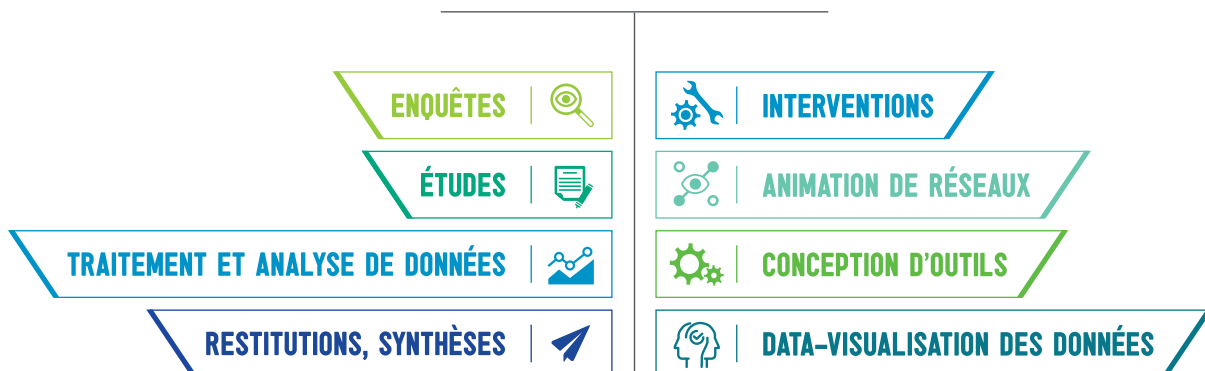 ENQUÊTES
ÉTUDES
TRAITEMENT ET ANALYSE DE DONNÉES
RESTITUTIONS, SYNTHÈSES
INTERVENTIONS
ANIMATION DE RÉSEAUX
CONCEPTION D'OUTILS
DATA-VISUALISATION DES DONNÉES